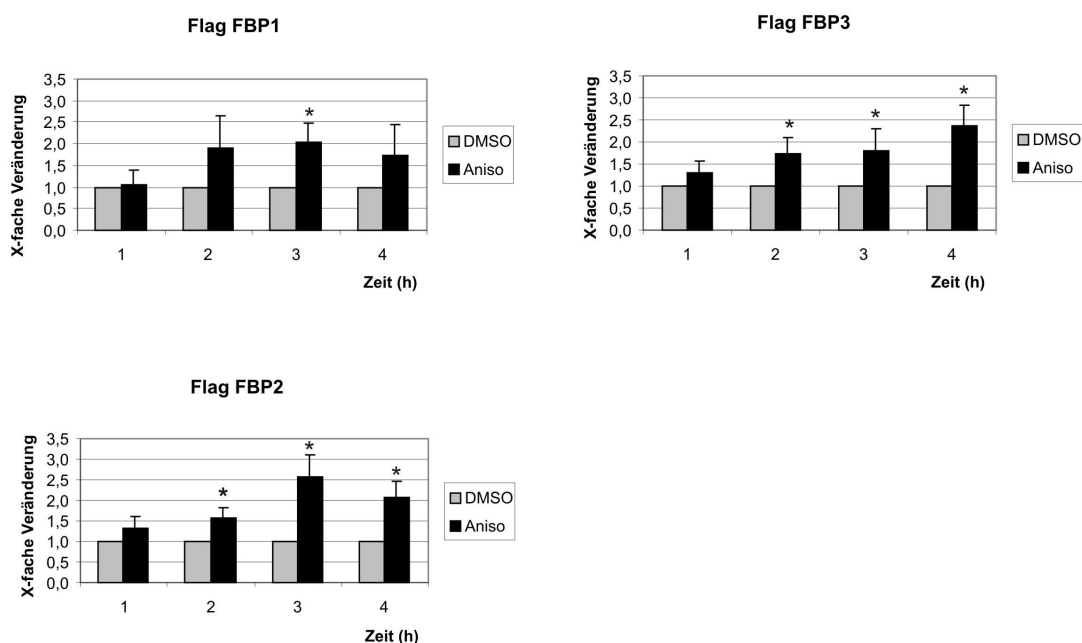 Flag FBP1
X-fache Veränderung
3,5
3,0
2,5
2,0
1,5
1,0
0,5
0,0
*
1 2 3 4
Zeit (h)
DMSO
Aniso
Flag FBP3
X-fache Veränderung
3,5
3,0
2,5
2,0
1,5
1,0
0,5
0,0
* * *
1 2 3 4
Zeit (h)
DMSO
Aniso
Flag FBP2
X-fache Veränderung
3,5
3,0
2,5
2,0
1,5
1,0
0,5
0,0
* * *
1 2 3 4
Zeit (h)
DMSO
Aniso